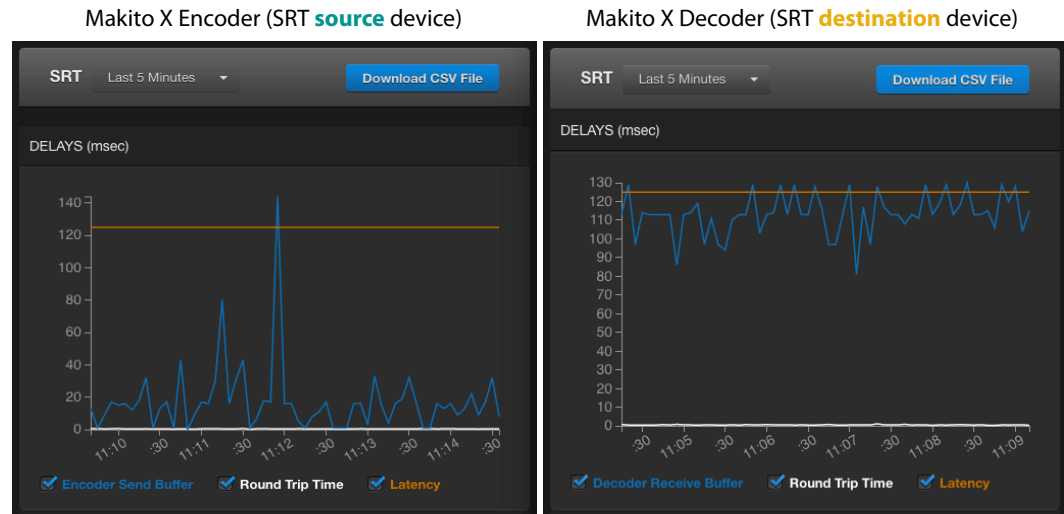 Makito X Encoder (SRT source device)
SRT Last 5 Minutes Download CSV File
DELAYS (msec)
140
120
100
80
60
40
20
0
11:10 :30 11:11 :30 11:12 :30 11:13 :30 11:14 :30
Encoder Send Buffer Round Trip Time Latency
Makito X Decoder (SRT destination device)
SRT Last 5 Minutes Download CSV File
DELAYS (msec)
130
120
110
100
90
80
70
60
50
40
30
20
10
0
:30 11:05 :30 11:06 :30 11:07 :30 11:08 :30 11:09
Decoder Receive Buffer Round Trip Time Latency